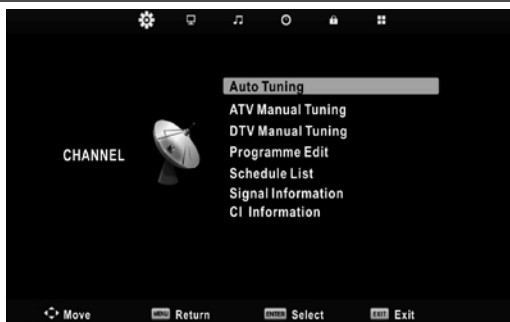 Auto Tuning
ATV Manual Tuning
DTV Manual Tuning
CHANNEL
Programme Edit
Schedule List
Signal Information
CI Information
Move
MENU Return
ENTER Select
EXIT Exit